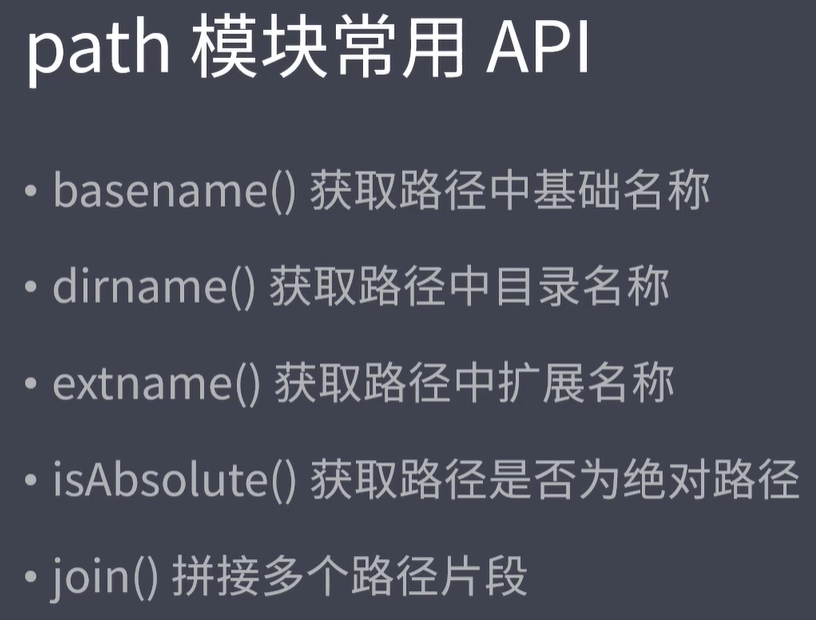 path 模块常用 API
• basename() 获取路径中基础名称
• dirname() 获取路径中目录名称
• extname() 获取路径中扩展名称
• isAbsolute() 获取路径是否为绝对路径
• join() 拼接多个路径片段